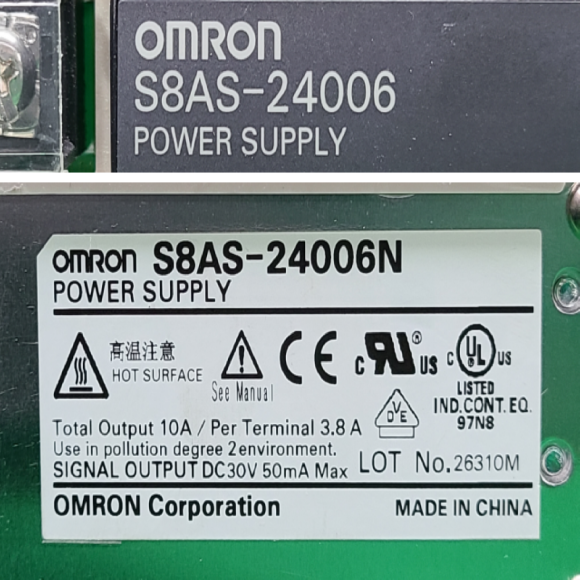 OMRON
S8AS-24006
POWER SUPPLY
OMRON S8AS-24006N
POWER SUPPLY
高温注意
HOT SURFACE
See Manual
CE
c RU® US
c UL US
LISTED
IND.CONT.EQ.
97N8
VDE
Total Output 10A / Per Terminal 3.8 A
Use in pollution degree 2environment.
SIGNAL OUTPUT DC30V 50mA Max
LOT No.26310M
OMRON Corporation
MADE IN CHINA